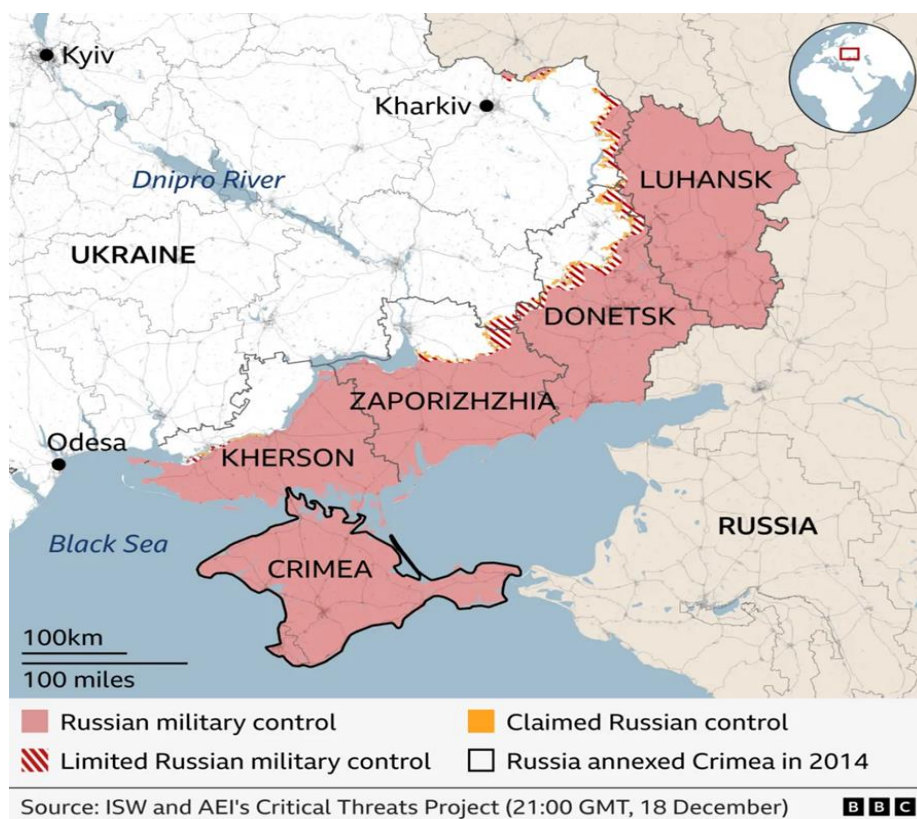 Kyiv
Kharkiv
Dnipro River
LUHANSK
UKRAINE
DONETSK
ZAPORIZHZHIA
Odesa
KHERSON
RUSSIA
Black Sea
CRIMEA
100km
100 miles
Russian military control
Claimed Russian control
Limited Russian military control
Russia annexed Crimea in 2014
Source: ISW and AEI's Critical Threats Project (21:00 GMT, 18 December)
BBC